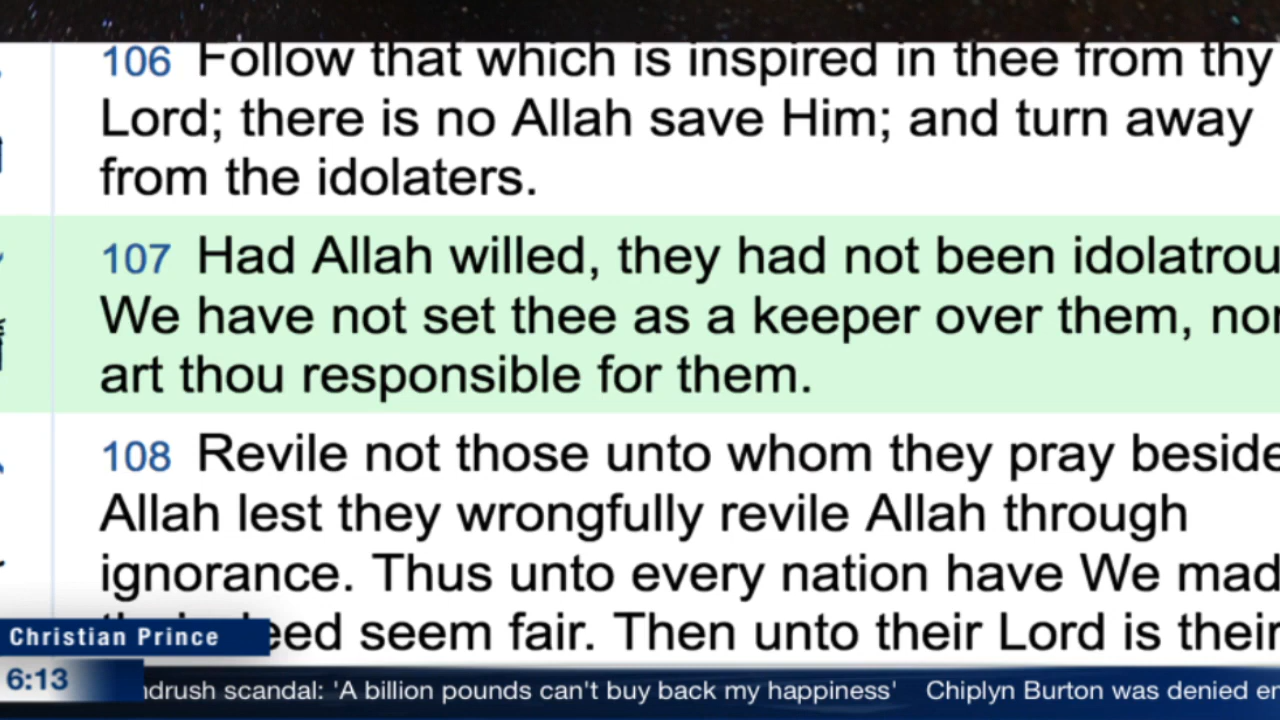 106 Follow that which is inspired in thee from thy
Lord; there is no Allah save Him; and turn away
from the idolaters.
107 Had Allah willed, they had not been idolatrou
We have not set thee as a keeper over them, nor
art thou responsible for them.
108 Revile not those unto whom they pray beside
Allah lest they wrongfully revile Allah through
ignorance. Thus unto every nation have We mad
eed seem fair. Then unto their Lord is their
Christian Prince
6:13
ndrush scandal: 'A billion pounds can't buy back my happiness' Chiplyn Burton was denied en